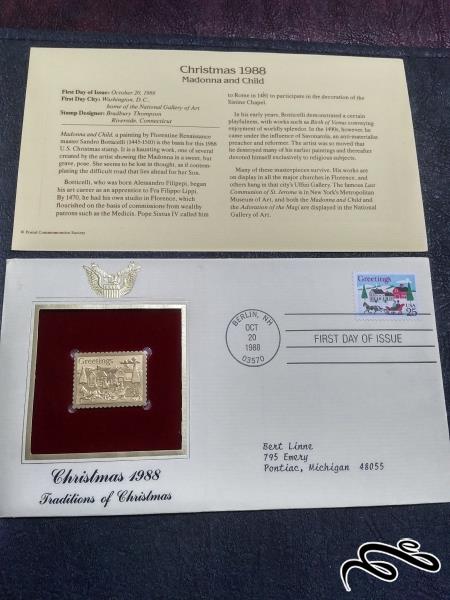 Christmas 1988
Madonna and Child
First Day of Issue: October 20, 1988
First Day City: Washington, D.C.,
home of the National Gallery of Art
Stamp Designer: Bradbury Thompson
Riverside, Connecticut
Madonna and Child, a painting by Florentine Renaissance
master Sandro Botticelli (1445-1510) is the basis for this 1988
U.S. Christmas stamp. It is a haunting work, one of several
created by the artist showing the Madonna in a sweet, but
grave, pose. She seems to be lost in thought, as if contem-
plating the difficult road that lies ahead for her Son.
Botticelli, who was born Alessandro Filipepi, began
his art career as an apprentice to Fra Filippo Lippi.
By 1470, he had his own studio in Florence, which
flourished on the basis of commissions from wealthy
patrons such as the Medicis. Pope Sixtus IV called him
© Postal Commemorative Society
to Rome in 1481 to participate in the decoration of the
Sistine Chapel.
In his early years, Botticelli demonstrated a certain
playfulness, with works such as Birth of Venus conveying
enjoyment of worldly splendor. In the 1490s, however, he
came under the influence of Savonarola, an anti-materialist
preacher and reformer. The artist was so moved that
he destroyed many of his earlier paintings and thereafter
devoted himself exclusively to religious subjects.
Many of these masterpieces survive. His works are
on display in all the major churches in Florence, and
others hang in that city's Uffizi Gallery. The famous Last
Communion of St. Jerome is in New York's Metropolitan
Museum of Art, and both the Madonna and Child and
the Adoration of the Magi are displayed in the National
Gallery of Art.
Greetings
USA
25
BERLIN, NH
OCT
20
1988
03570
FIRST DAY OF ISSUE
Greetings
Bert Linne
795 Emery
Pontiac, Michigan 48055
Christmas 1988
Traditions of Christmas